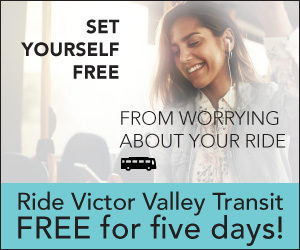 SET
YOURSELF
FREE
FROM WORRYING
ABOUT YOUR RIDE
Ride Victor Valley Transit
FREE for five days!